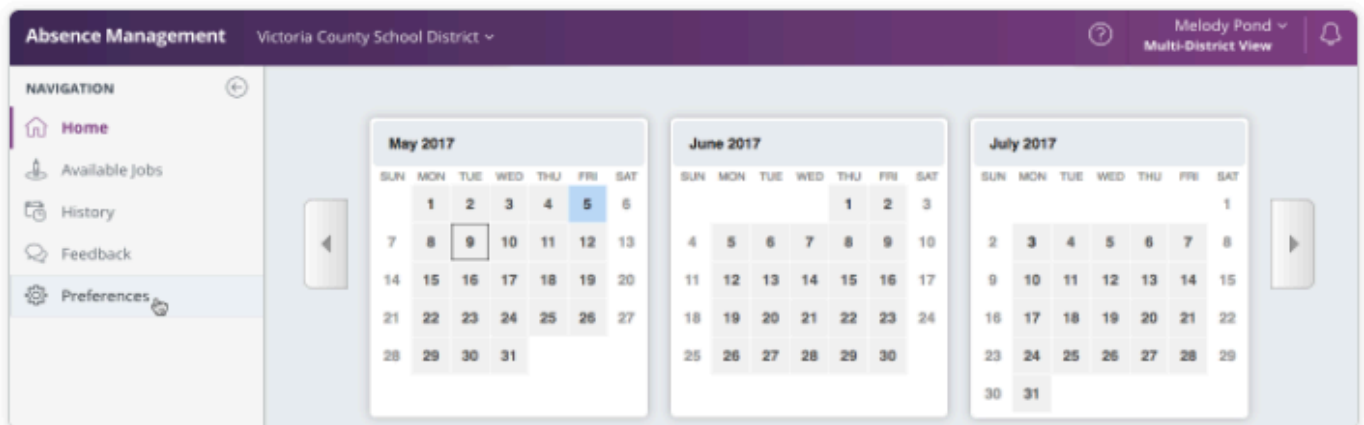 Absence Management
Victoria County School District
Melody Pond
Multi-District View
NAVIGATION
Home
Available Jobs
History
Feedback
Preferences
May 2017
SUN MON TUE WED THU FRI SAT
1 2 3 4 5 6
7 8 9 10 11 12 13
14 15 16 17 18 19 20
21 22 23 24 25 26 27
28 29 30 31
June 2017
SUN MON TUE WED THU FRI SAT
1 2 3
4 5 6 7 8 9 10
11 12 13 14 15 16 17
18 19 20 21 22 23 24
25 26 27 28 29 30
July 2017
SUN MON TUE WED THU FRI SAT
1
2 3 4 5 6 7 8
9 10 11 12 13 14 15
16 17 18 19 20 21 22
23 24 25 26 27 28 29
30 31